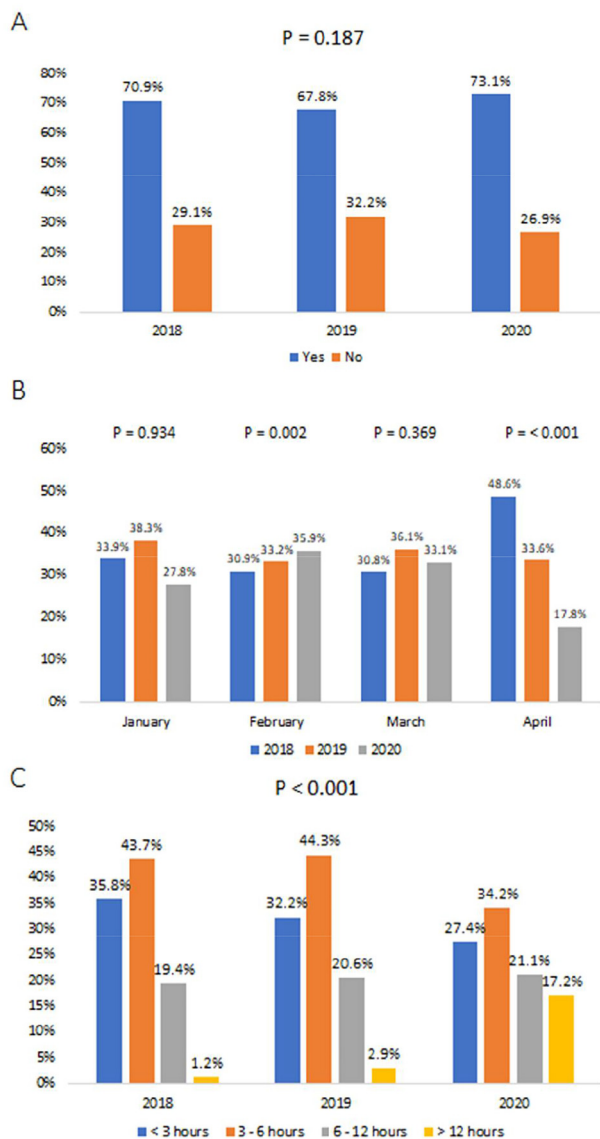 A
P = 0.187
80%
70%
60%
50%
40%
30%
20%
10%
0%
70.9%
29.1%
67.8%
32.2%
73.1%
26.9%
2018 2019 2020
Yes No
B
P = 0.934 P = 0.002 P = 0.369 P = < 0.001
60%
50%
40%
30%
20%
10%
0%
33.9% 38.3% 27.8%
30.9% 33.2% 35.9%
30.8% 36.1% 33.1%
48.6% 33.6% 17.8%
January February March April
2018 2019 2020
C
P < 0.001
50%
45%
40%
35%
30%
25%
20%
15%
10%
5%
0%
35.8% 43.7% 19.4% 1.2%
32.2% 44.3% 20.6% 2.9%
27.4% 34.2% 21.1% 17.2%
2018 2019 2020
< 3 hours 3 - 6 hours 6 - 12 hours > 12 hours